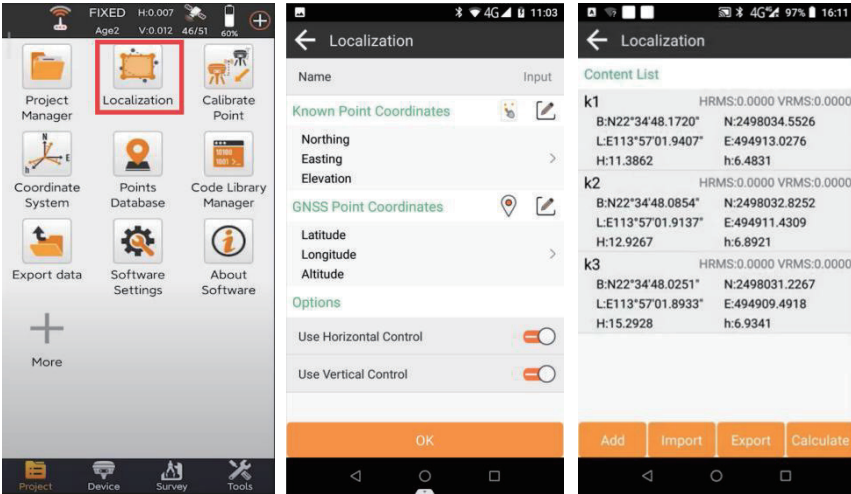 FIXED H:0.007
Age2 V:0.012 46/51 60%
Project Manager
Localization
Calibrate Point
N
E
h
Coordinate System
Points Database
Code Library Manager
Export data
Software Settings
About Software
More
Project Device Survey Tools
4G 11:03
Localization
Name Input
Known Point Coordinates
Northing
Easting
Elevation
GNSS Point Coordinates
Latitude
Longitude
Altitude
Options
Use Horizontal Control
Use Vertical Control
OK
4G 97% 16:11
Localization
Content List
k1 HRMS:0.0000 VRMS:0.0000
B:N22°34'48.1720" N:2498034.5526
L:E113°57'01.9407" E:494913.0276
H:11.3862 h:6.4831
k2 HRMS:0.0000 VRMS:0.0000
B:N22°34'48.0854" N:2498032.8252
L:E113°57'01.9137" E:494911.4309
H:12.9267 h:6.8921
k3 HRMS:0.0000 VRMS:0.0000
B:N22°34'48.0251" N:2498031.2267
L:E113°57'01.8933" E:494909.4918
H:15.2928 h:6.9341
Add Import Export Calculate